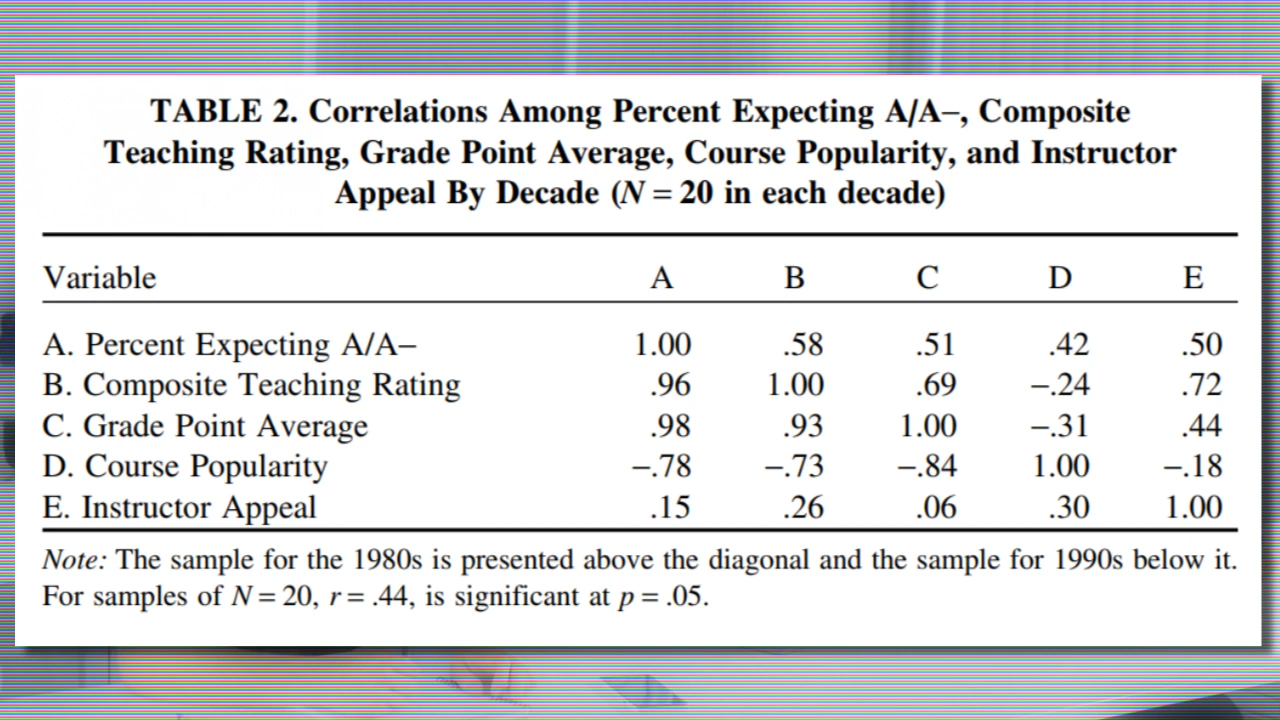 TABLE 2. Correlations Among Percent Expecting A/A–, Composite
Teaching Rating, Grade Point Average, Course Popularity, and Instructor
Appeal By Decade (N = 20 in each decade)
Variable A B C D E
A. Percent Expecting A/A– 1.00 .58 .51 .42 .50
B. Composite Teaching Rating .96 1.00 .69 –.24 .72
C. Grade Point Average .98 .93 1.00 –.31 .44
D. Course Popularity –.78 –.73 –.84 1.00 –.18
E. Instructor Appeal .15 .26 .06 .30 1.00
Note: The sample for the 1980s is presented above the diagonal and the sample for 1990s below it.
For samples of N = 20, r = .44, is significant at p = .05.